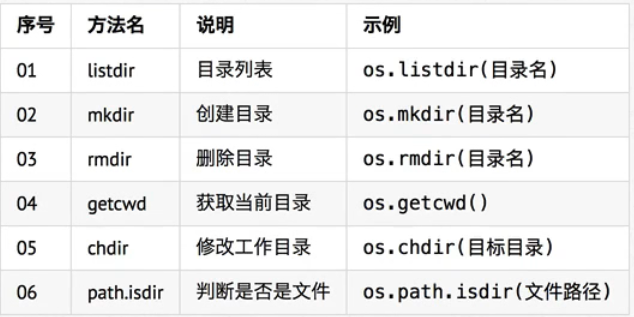 序号 方法名 说明 示例
01 listdir 目录列表 os.listdir(目录名)
02 mkdir 创建目录 os.mkdir(目录名)
03 rmdir 删除目录 os.rmdir(目录名)
04 getcwd 获取当前目录 os.getcwd()
05 chdir 修改工作目录 os.chdir(目标目录)
06 path.isdir 判断是否是文件 os.path.isdir(文件路径)